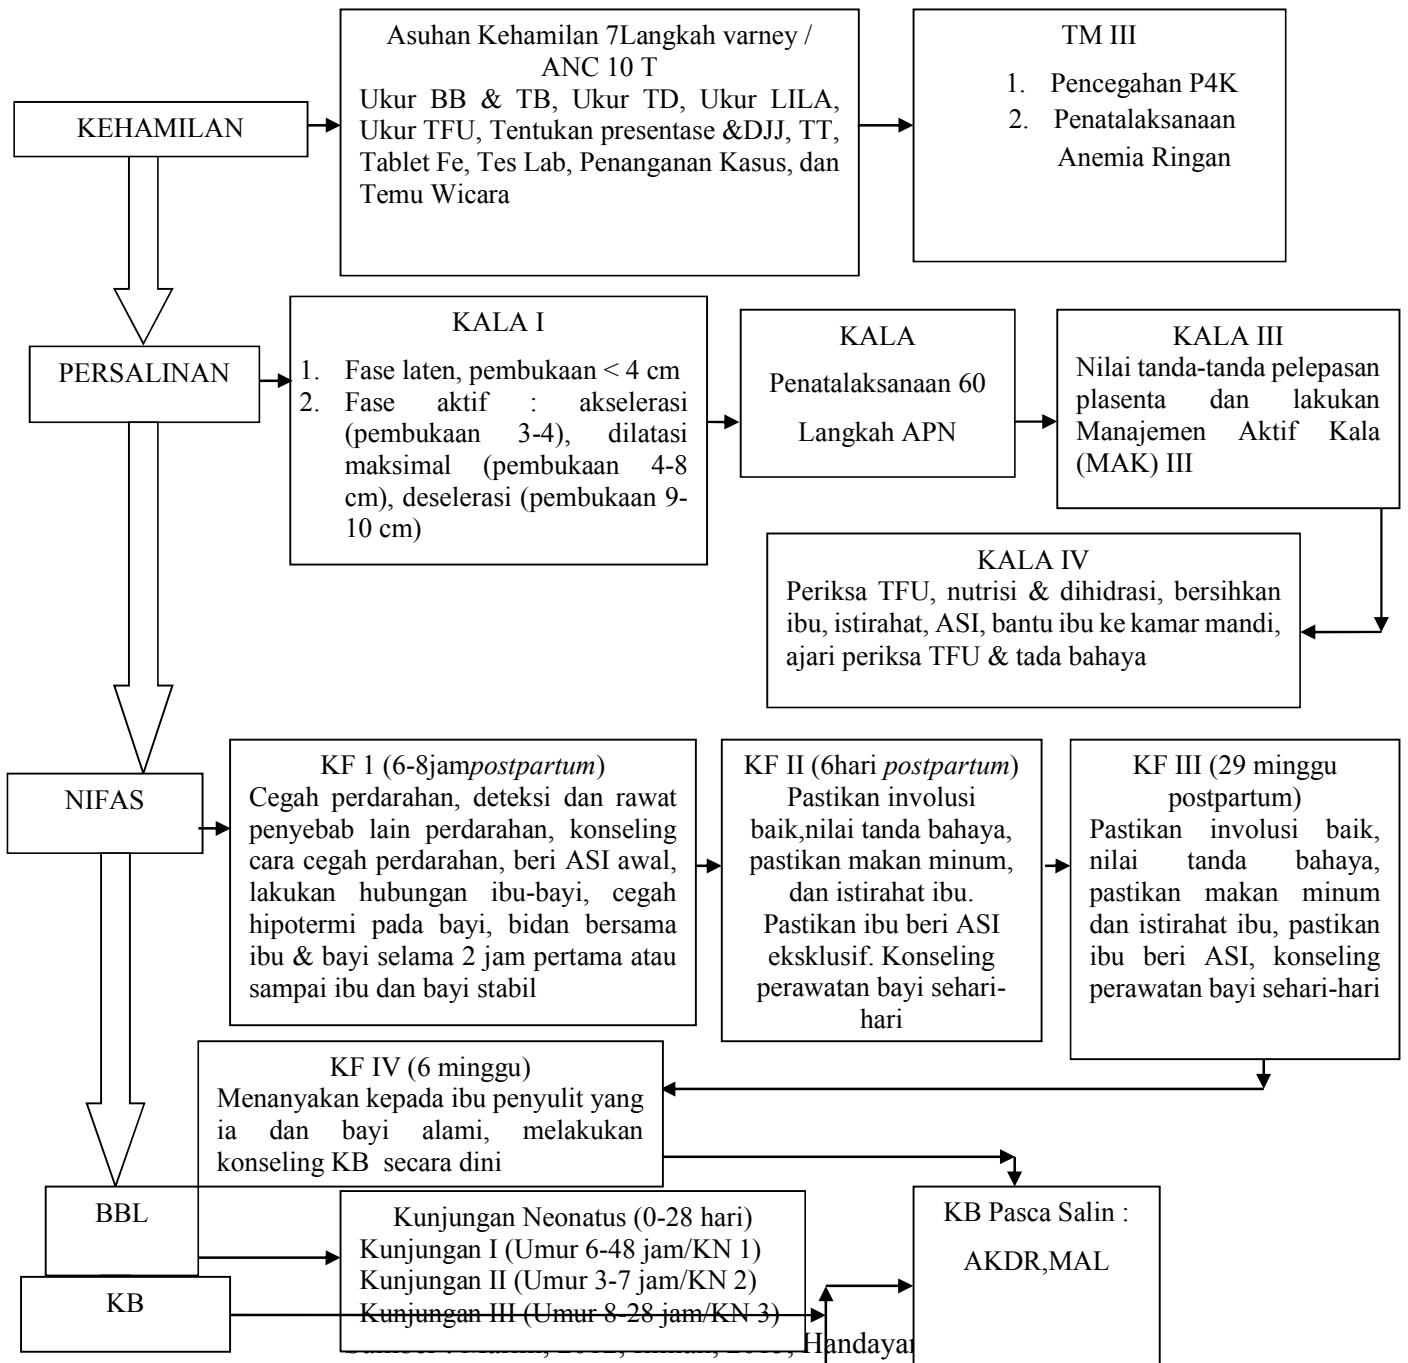 KEHAMILAN
Asuhan Kehamilan 7Langkah varney /
ANC 10 T
Ukur BB & TB, Ukur TD, Ukur LILA,
Ukur TFU, Tentukan presentase &DJJ, TT,
Tablet Fe, Tes Lab, Penanganan Kasus, dan
Temu Wicara
TM III
1. Pencegahan P4K
2. Penatalaksanaan
Anemia Ringan
PERSALINAN
KALA I
1. Fase laten, pembukaan < 4 cm
2. Fase aktif : akselerasi
(pembukaan 3-4), dilatasi
maksimal (pembukaan 4-8
cm), deselerasi (pembukaan 9-
10 cm)
KALA
Penatalaksanaan 60
Langkah APN
KALA III
Nilai tanda-tanda pelepasan
plasenta dan lakukan
Manajemen Aktif Kala
(MAK) III
KALA IV
Periksa TFU, nutrisi & dihidrasi, bersihkan
ibu, istirahat, ASI, bantu ibu ke kamar mandi,
ajari periksa TFU & tada bahaya
NIFAS
KF 1 (6-8jampostpartum)
Cegah perdarahan, deteksi dan rawat
penyebab lain perdarahan, konseling
cara cegah perdarahan, beri ASI awal,
lakukan hubungan ibu-bayi, cegah
hipotermi pada bayi, bidan bersama
ibu & bayi selama 2 jam pertama atau
sampai ibu dan bayi stabil
KF II (6hari postpartum)
Pastikan involusi
baik,nilai tanda bahaya,
pastikan makan minum,
dan istirahat ibu.
Pastikan ibu beri ASI
eksklusif. Konseling
perawatan bayi sehari-
hari
KF III (29 minggu
postpartum)
Pastikan involusi baik,
nilai tanda bahaya,
pastikan makan minum
dan istirahat ibu, pastikan
ibu beri ASI, konseling
perawatan bayi sehari-hari
KF IV (6 minggu)
Menanyakan kepada ibu penyulit yang
ia dan bayi alami, melakukan
konseling KB secara dini
BBL
Kunjungan Neonatus (0-28 hari)
Kunjungan I (Umur 6-48 jam/KN 1)
Kunjungan II (Umur 3-7 jam/KN 2)
Kunjungan III (Umur 8-28 jam/KN 3)
KB Pasca Salin :
AKDR,MAL
KB
2012,